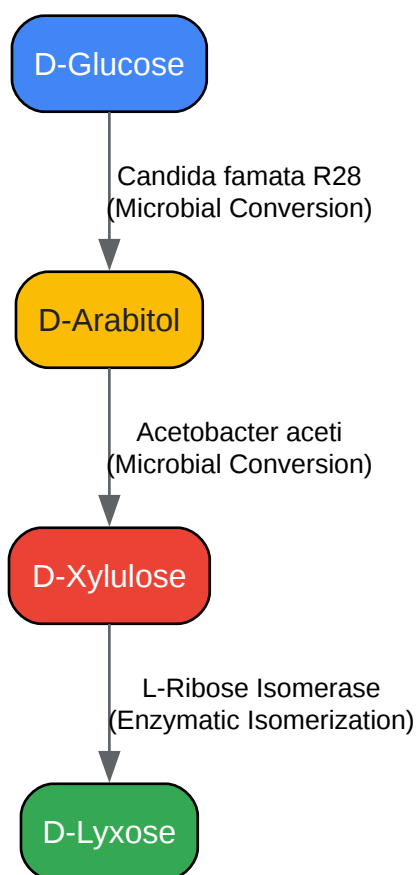 D-Glucose
Candida famata R28
(Microbial Conversion)
D-Arabitol
Acetobacter aceti
(Microbial Conversion)
D-Xylulose
L-Ribose Isomerase
(Enzymatic Isomerization)
D-Lyxose